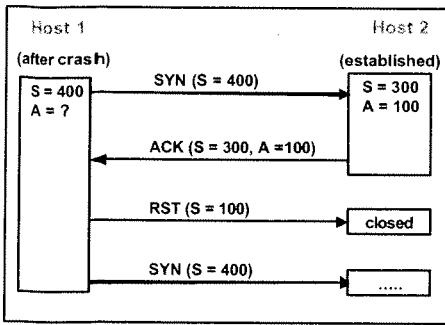 Host 1 Host 2
(after crash) (established)
S = 400
A = ?
SYN (S = 400)
S = 300
A = 100
ACK (S = 300, A =100)
RST (S = 100)
closed
SYN (S = 400)
.....